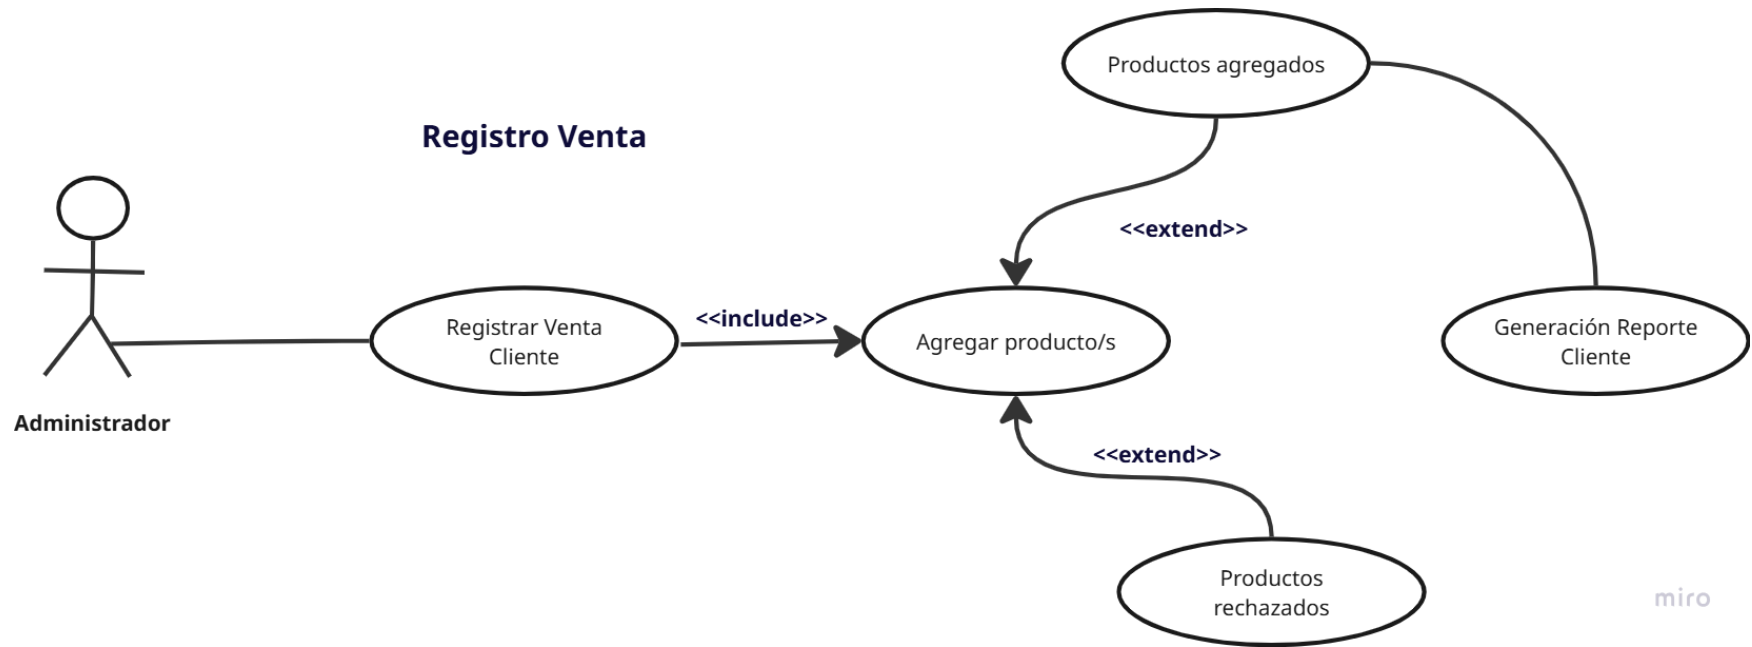 Productos agregados
Registro Venta
<<extend>>
<<include>>
Registrar Venta
Cliente
Agregar producto/s
Generación Reporte
Cliente
Administrador
<<extend>>
Productos
rechazados
miro